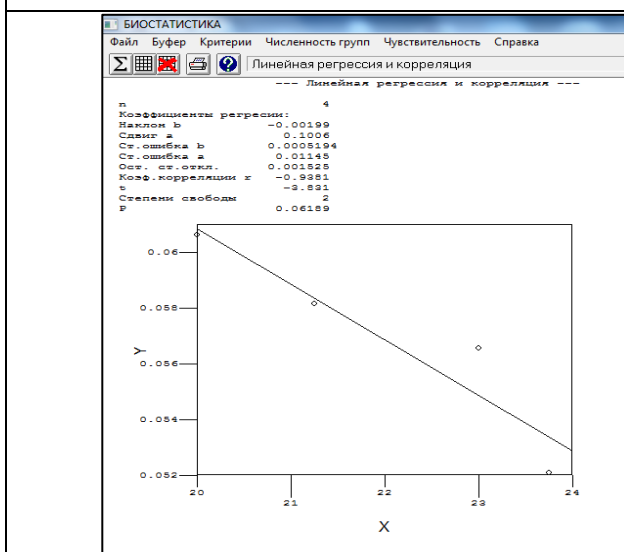 БИОСТАТИСТИКА
Файл Буфер Критерии Численность групп Чувствительность Справка
Линейная регрессия и корреляция
--- Линейная регрессия и корреляция ---
n 4
Коэффициенты регрессии:
Наклон b -0.00199
Сдвиг a 0.1006
Ст.ошибка b 0.0005194
Ст.ошибка a 0.01145
Ост. ст.откл. 0.001525
Коэф.корреляции r -0.9381
t -3.831
Степени свободы 2
P 0.06189
0.06
0.058
Y
0.056
0.054
0.052
20 21 22 23 24
X